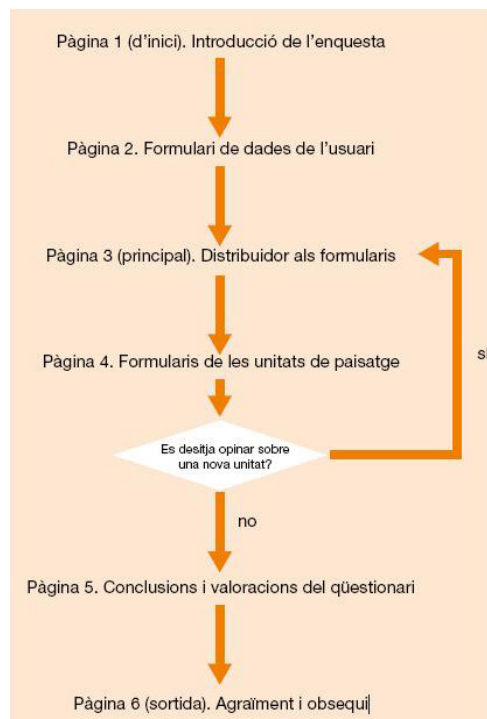 Pàgina 1 (d'inici). Introducció de l'enquesta
Pàgina 2. Formulari de dades de l'usuari
Pàgina 3 (principal). Distribuidor als formularis
Pàgina 4. Formularis de les unitats de paisatge
Es desitja opinar sobre
una nova unitat?
no
Pàgina 5. Conclusions i valoracions del qüestionari
Pàgina 6 (sortida). Agraïment i obsequi